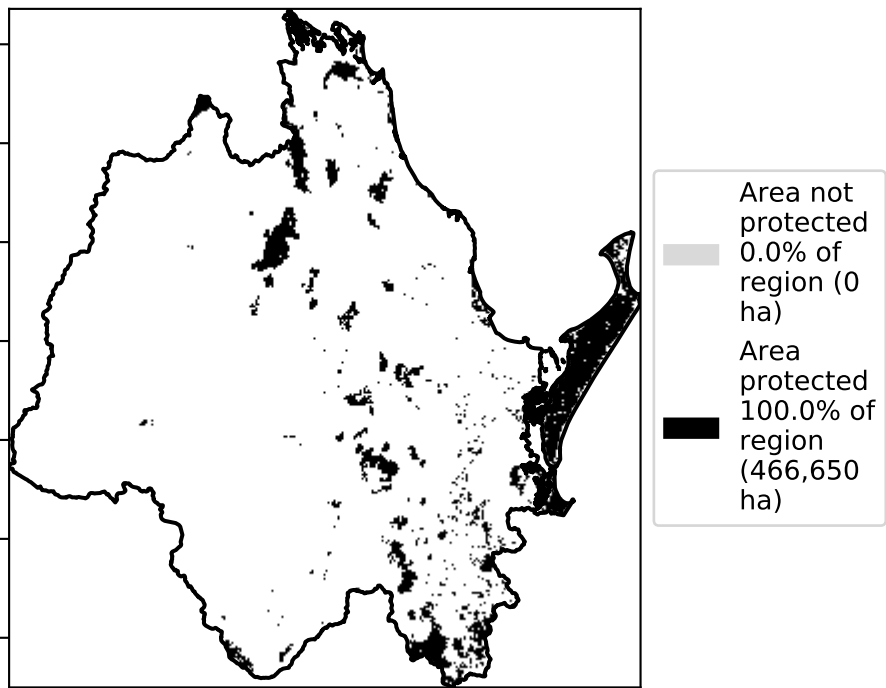 Area not
protected
0.0% of
region (0
ha)
Area
protected
100.0% of
region
(466,650
ha)